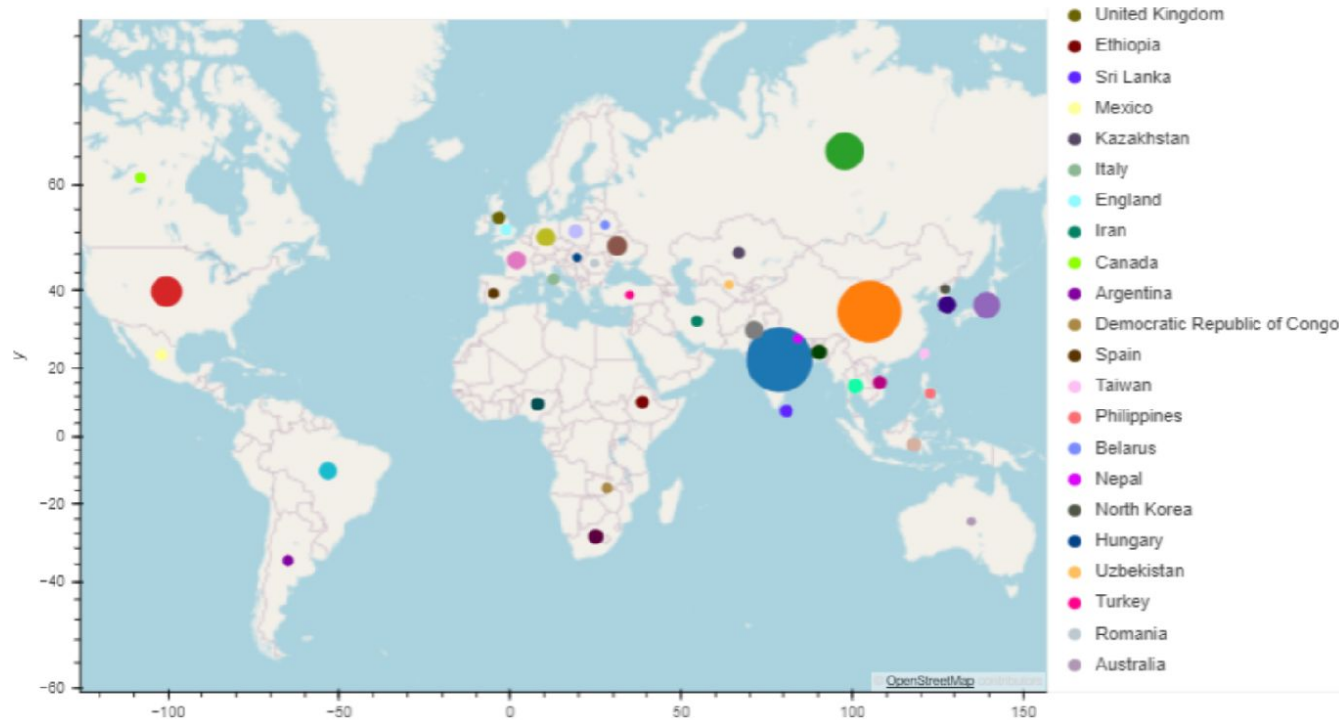 United Kingdom
Ethiopia
Sri Lanka
Mexico
Kazakhstan
Italy
England
Iran
Canada
Argentina
Democratic Republic of Congo
Spain
Taiwan
Philippines
Belarus
Nepal
North Korea
Hungary
Uzbekistan
Turkey
Romania
Australia
60
40
20
0
−20
−40
−60
y
−100
−50
0
50
100
150
© OpenStreetMap contributors